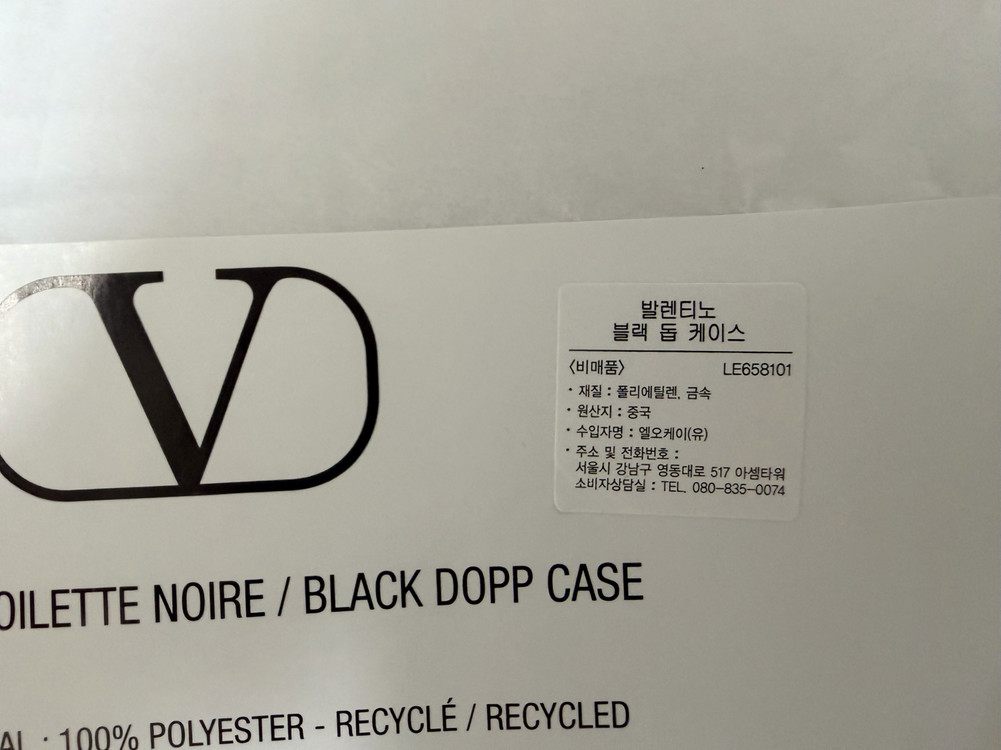 V
발렌티노
블랙 돕 케이스
〈비매품〉 LE658101
· 재질 : 폴리에틸렌, 금속
· 원산지 : 중국
· 수입자명 : 엘오케이(유)
· 주소 및 전화번호 :
서울시 강남구 영동대로 517 아셈타워
소비자상담실 : TEL. 080-835-0074
OILETTE NOIRE / BLACK DOPP CASE
AL : 100% POLYESTER - RECYCLÉ / RECYCLED